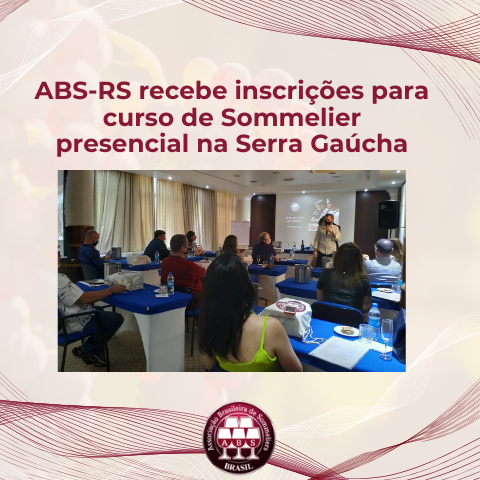 ABS-RS recebe inscrições para
curso de Sommelier
presencial na Serra Gaúcha
Associação Brasileira de Sommeliers
ABS
BRASIL